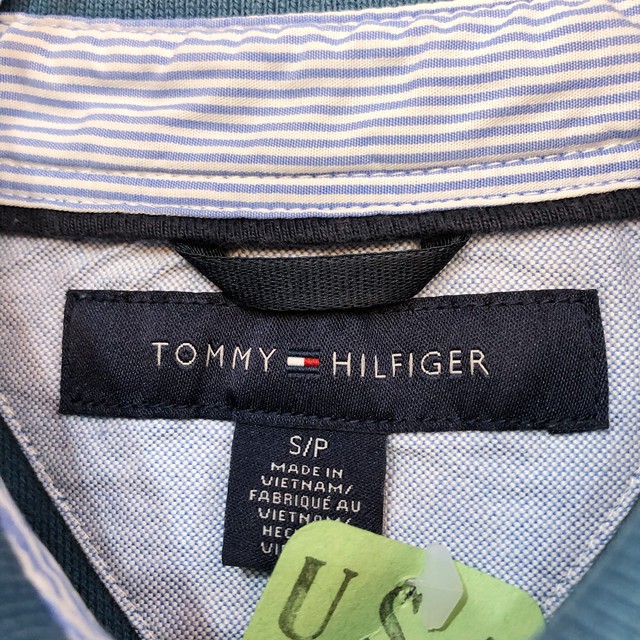 TOMMY HILFIGER
S/P
MADE IN
VIETNAM/
FABRIQUÉ AU
U S